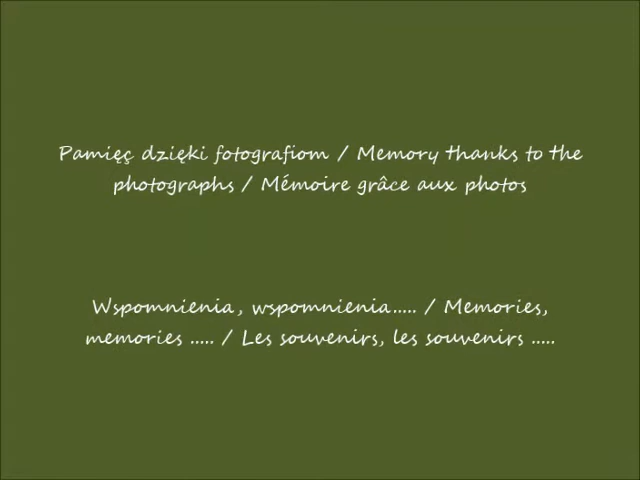 Pamięç dzięki fotografiom / Memory thanks to the
photographs / Mémoire grâce aux photos
Wspomnienia, wspomnienia..... / Memories,
memories ..... / Les souvenirs, les souvenirs .....